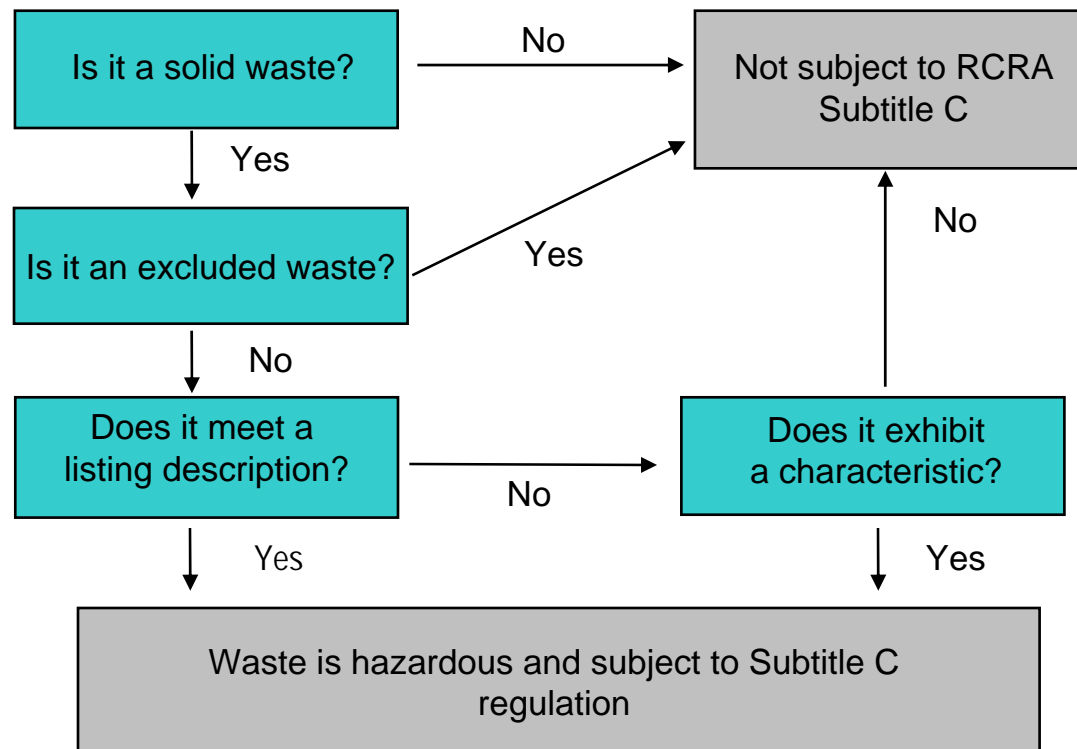 Is it a solid waste?
No
Not subject to RCRA
Subtitle C
Yes
Is it an excluded waste?
Yes
No
No
Does it meet a
listing description?
No
Does it exhibit
a characteristic?
Yes
Yes
Waste is hazardous and subject to Subtitle C
regulation